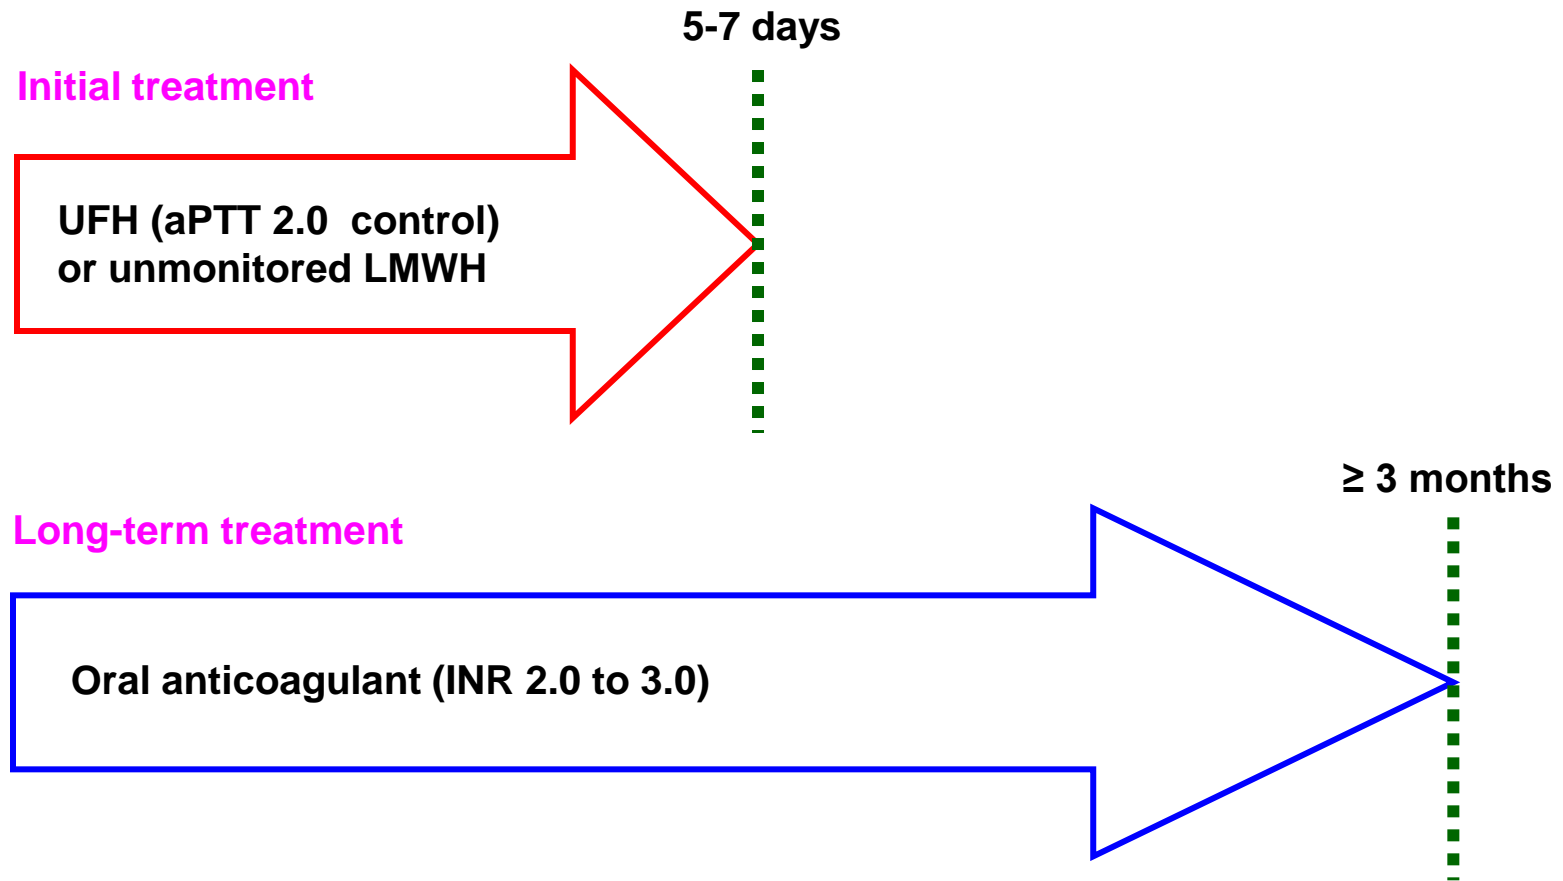 5-7 days
Initial treatment
UFH (aPTT 2.0 control)
or unmonitored LMWH
≥ 3 months
Long-term treatment
Oral anticoagulant (INR 2.0 to 3.0)